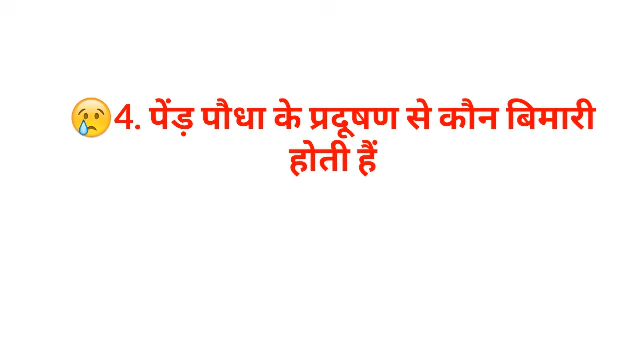 😢4. पेंड़ पौधा के प्रदूषण से कौन बिमारी
होती हैं